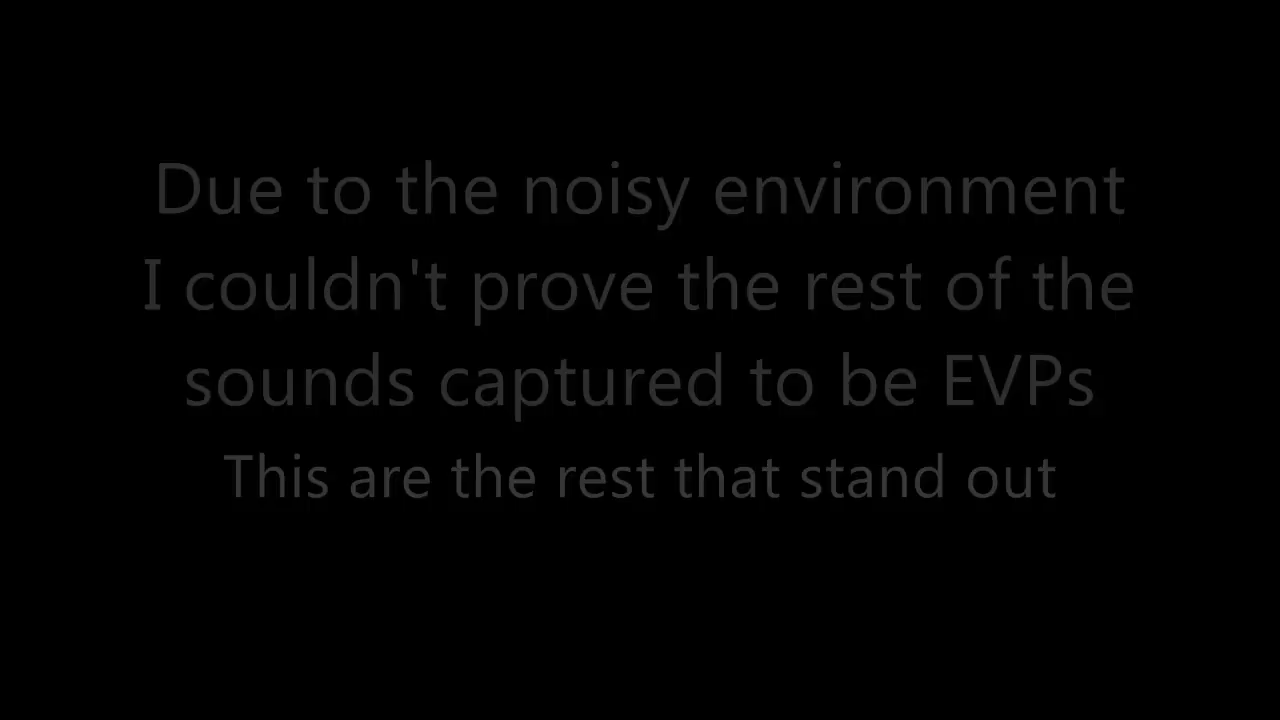 Due to the noisy environment
I couldn't prove the rest of the
sounds captured to be EVPs
This are the rest that stand out